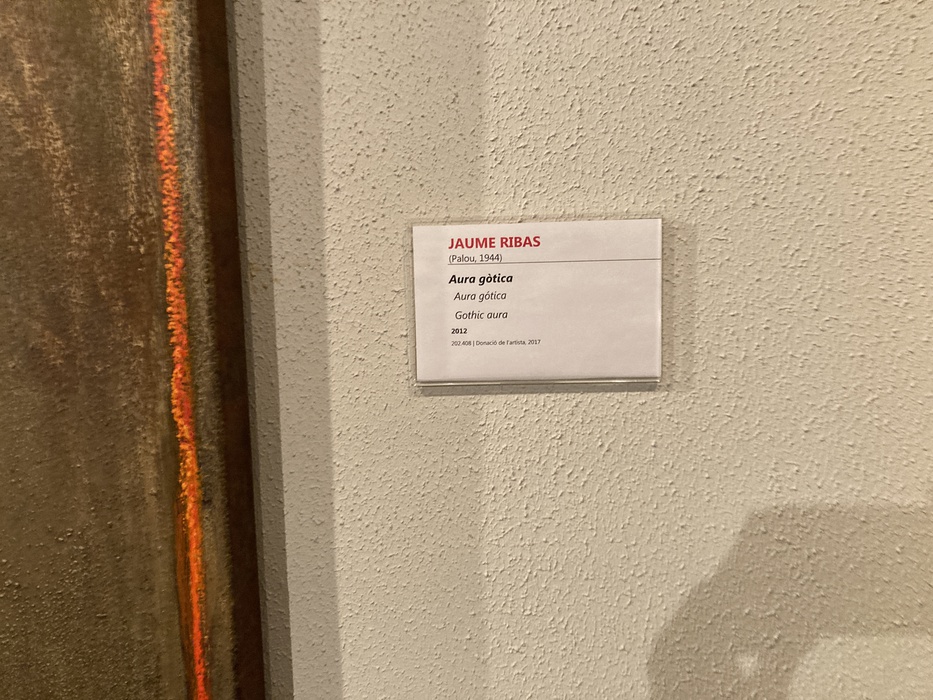 JAUME RIBAS
(Palou, 1944)
Aura gòtica
Aura gótica
Gothic aura
2012
202.408 | Donació de l'artista, 2017